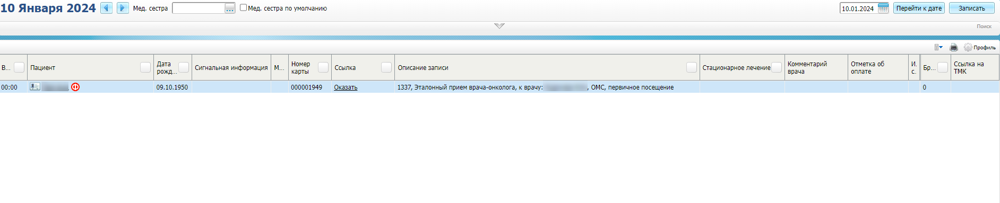 10 Января 2024 Мед. сестра ... Мед. сестра по умолчанию 10.01.2024 Перейти к дате Записать
Поиск
Профиль
В... Пациент Дата рожд... Сигнальная информация М... Номер карты Ссылка Описание записи Стационарное лечение Комментарий врача Отметка об оплате И. с. Бр... Ссылка на ТМК
00:00 09.10.1950 000001949 Оказать 1337, Эталонный прием врача-онколога, к врачу: , ОМС, первичное посещение 0